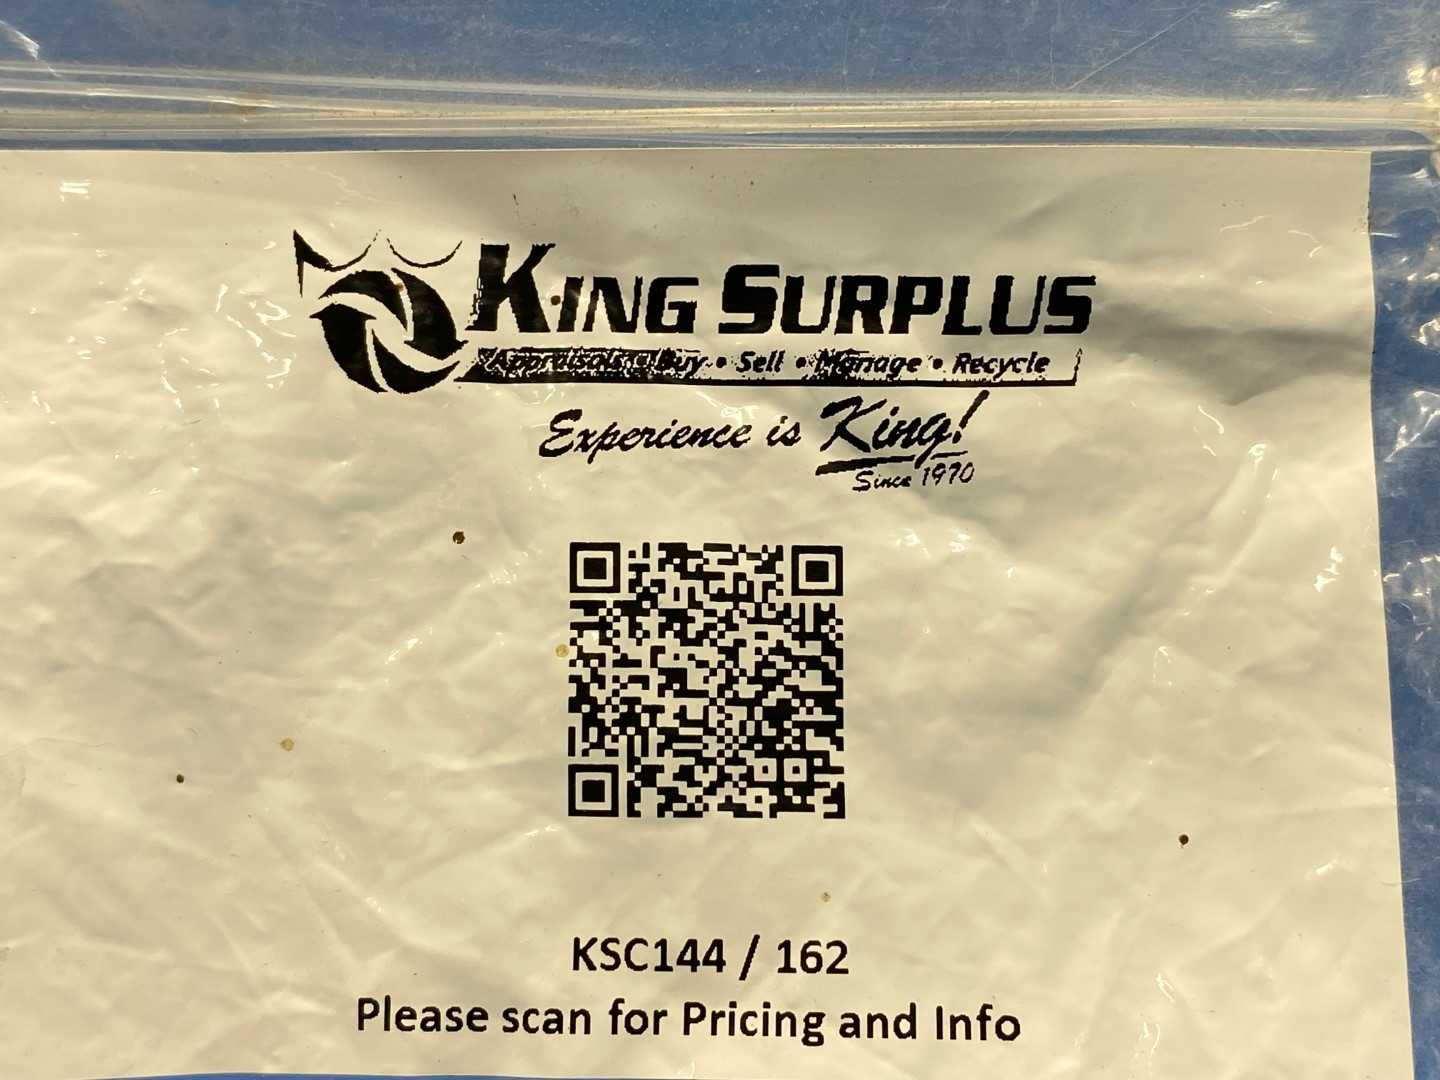 KING SURPLUS
Appraisals • Buy • Sell • Manage • Recycle
Experience is King!
Since 1970
KSC144 / 162
Please scan for Pricing and Info